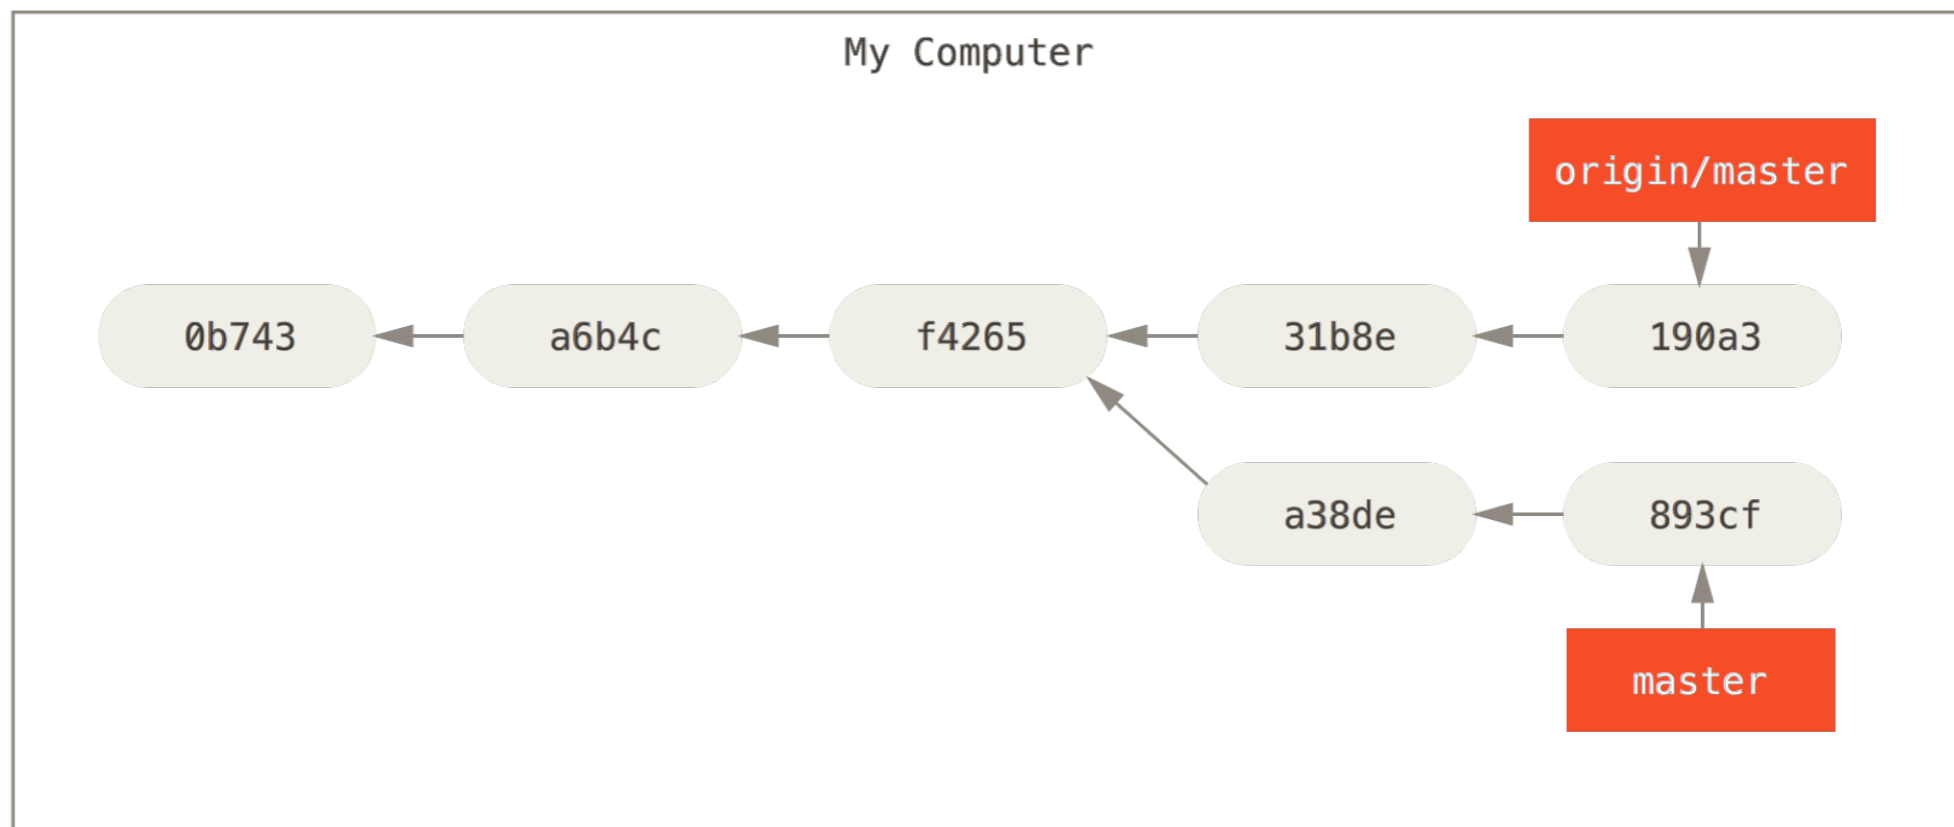 My Computer
origin/master
0b743
a6b4c
f4265
31b8e
190a3
a38de
893cf
master